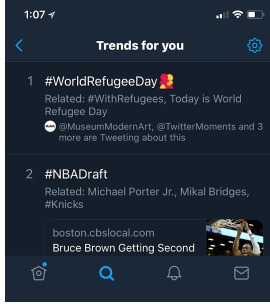 1:07
Trends for you
1 #WorldRefugeeDay
Related: #WithRefugees, Today is World
Refugee Day
@MuseumModernArt, @TwitterMoments and 3
more are Tweeting about this
2 #NBADraft
Related: Michael Porter Jr., Mikal Bridges,
#Knicks
boston.cbslocal.com
Bruce Brown Getting Second